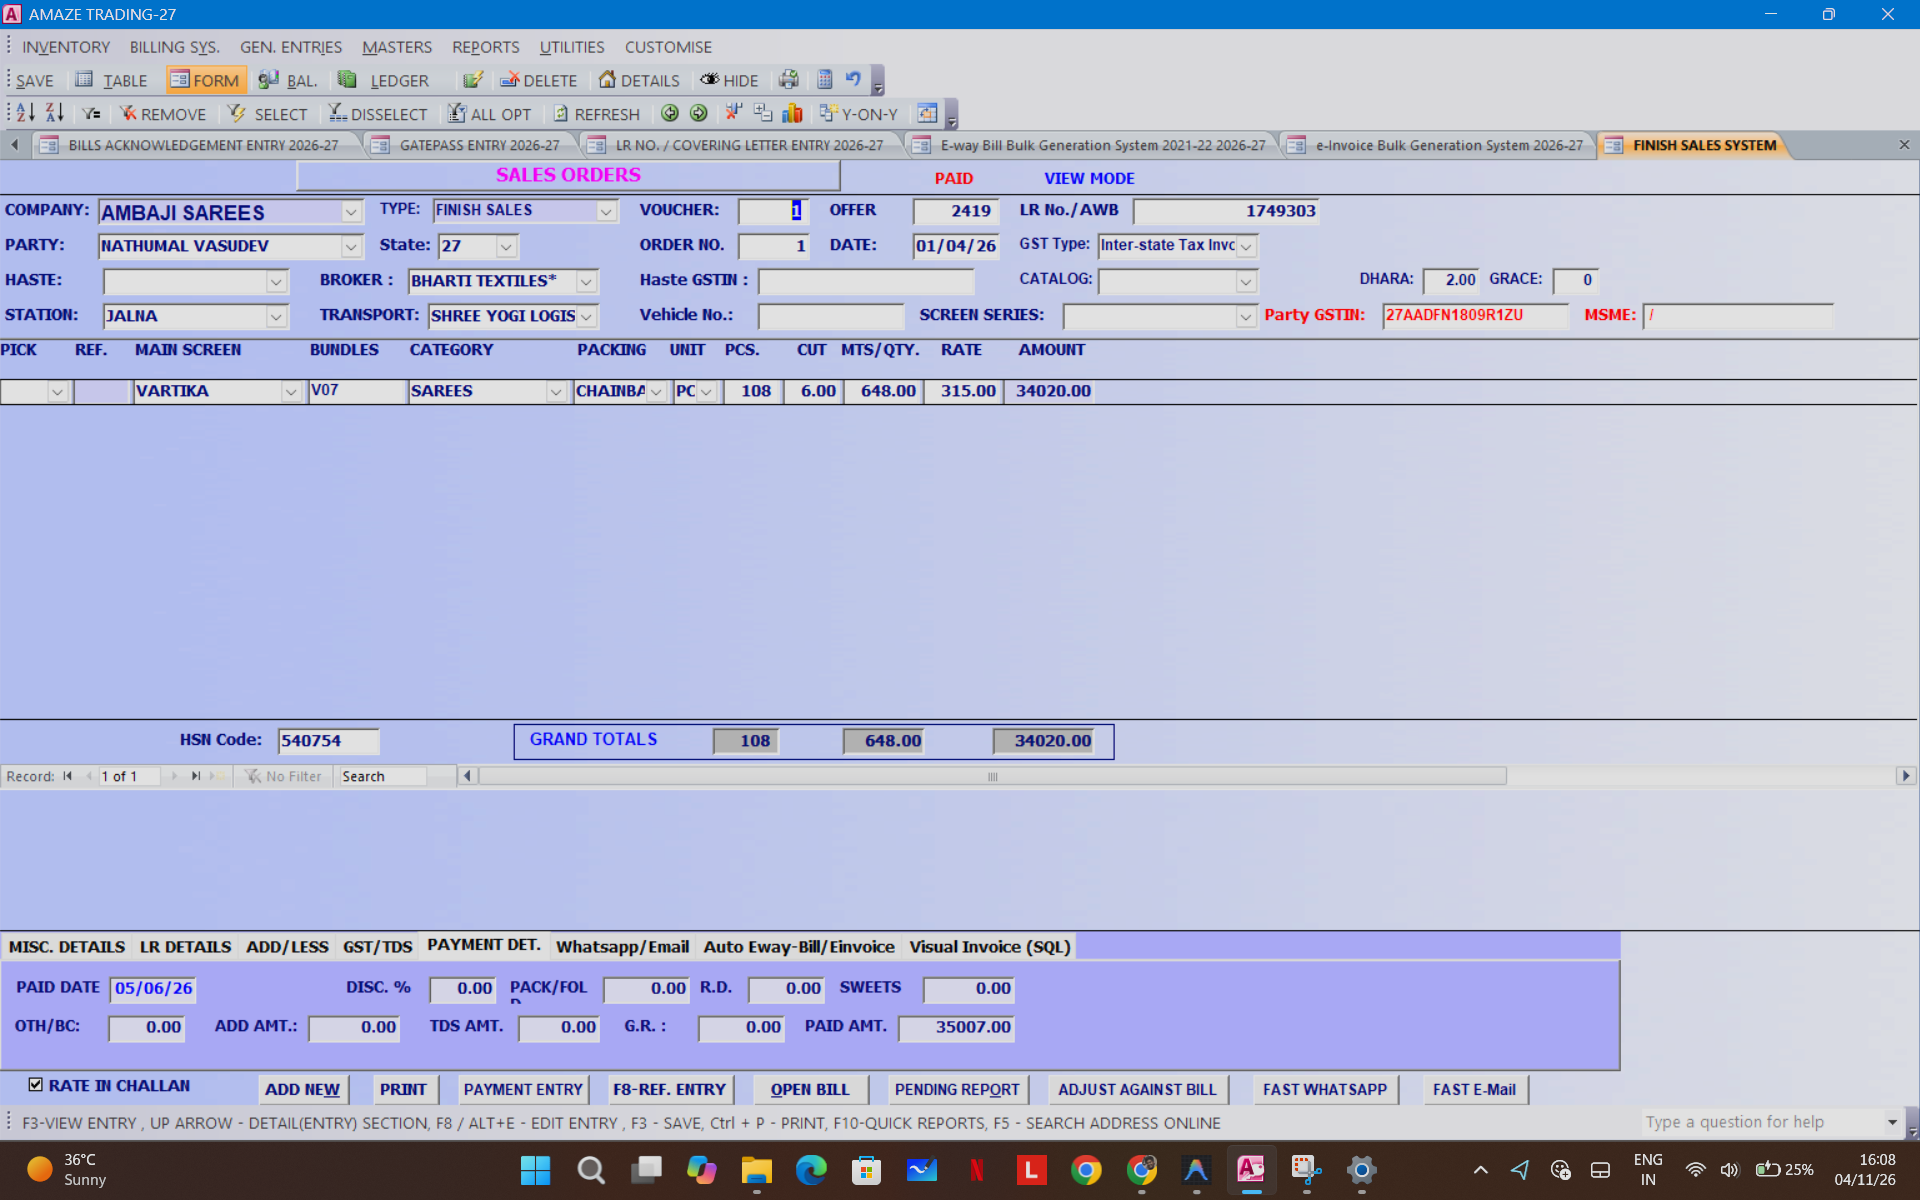 AMAZE TRADING-27
INVENTORY BILLING SYS. GEN. ENTRIES MASTERS REPORTS UTILITIES CUSTOMISE
SAVE TABLE FORM BAL. LEDGER DELETE DETAILS HIDE
REMOVE SELECT DISSELECT ALL OPT REFRESH Y-ON-Y
BILLS ACKNOWLEDGEMENT ENTRY 2026-27 GATEPASS ENTRY 2026-27 LR NO. / COVERING LETTER ENTRY 2026-27 E-way Bill Bulk Generation System 2021-22 2026-27 e-Invoice Bulk Generation System 2026-27 FINISH SALES SYSTEM
SALES ORDERS PAID VIEW MODE
COMPANY: AMBAJI SAREES TYPE: FINISH SALES VOUCHER: 1 OFFER 2419 LR No./AWB 1749303
PARTY: NATHUMAL VASUDEV State: 27 ORDER NO. 1 DATE: 01/04/26 GST Type: Inter-state Tax Invc
HASTE: BROKER : BHARTI TEXTILES* Haste GSTIN : CATALOG: DHARA: 2.00 GRACE: 0
STATION: JALNA TRANSPORT: SHREE YOGI LOGIS Vehicle No.: SCREEN SERIES: Party GSTIN: 27AADFN1809R1ZU MSME: /
PICK REF. MAIN SCREEN BUNDLES CATEGORY PACKING UNIT PCS. CUT MTS/QTY. RATE AMOUNT
VARTIKA V07 SAREES CHAINBA PC 108 6.00 648.00 315.00 34020.00
HSN Code: 540754 GRAND TOTALS 108 648.00 34020.00
Record: 1 of 1 No Filter Search
MISC. DETAILS LR DETAILS ADD/LESS GST/TDS PAYMENT DET. Whatsapp/Email Auto Eway-Bill/Einvoice Visual Invoice (SQL)
PAID DATE 05/06/26 DISC. % 0.00 PACK/FOL 0.00 R.D. 0.00 SWEETS 0.00
OTH/BC: 0.00 ADD AMT.: 0.00 TDS AMT. 0.00 G.R. : 0.00 PAID AMT. 35007.00
RATE IN CHALLAN ADD NEW PRINT PAYMENT ENTRY F8-REF. ENTRY OPEN BILL PENDING REPORT ADJUST AGAINST BILL FAST WHATSAPP FAST E-Mail
F3-VIEW ENTRY , UP ARROW - DETAIL(ENTRY) SECTION, F8 / ALT+E - EDIT ENTRY , F3 - SAVE, Ctrl + P - PRINT, F10-QUICK REPORTS, F5 - SEARCH ADDRESS ONLINE Type a question for help
36°C ENG 16:08
Sunny IN 25% 04/11/26